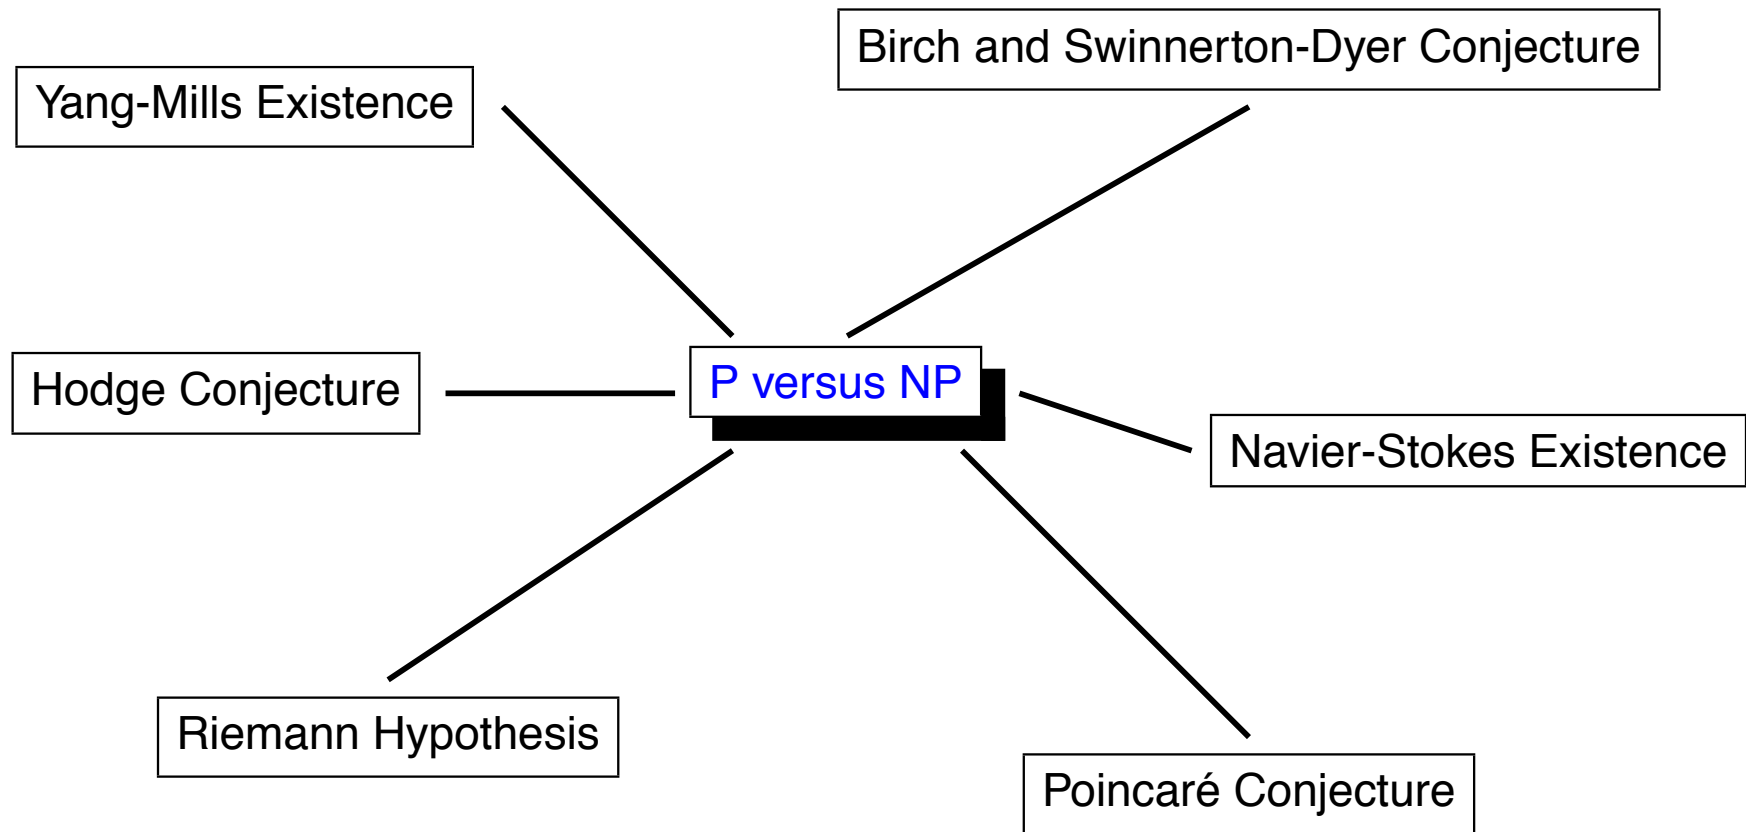 Birch and Swinnerton-Dyer Conjecture
Yang-Mills Existence
P versus NP
Hodge Conjecture
Navier-Stokes Existence
Riemann Hypothesis
Poincaré Conjecture